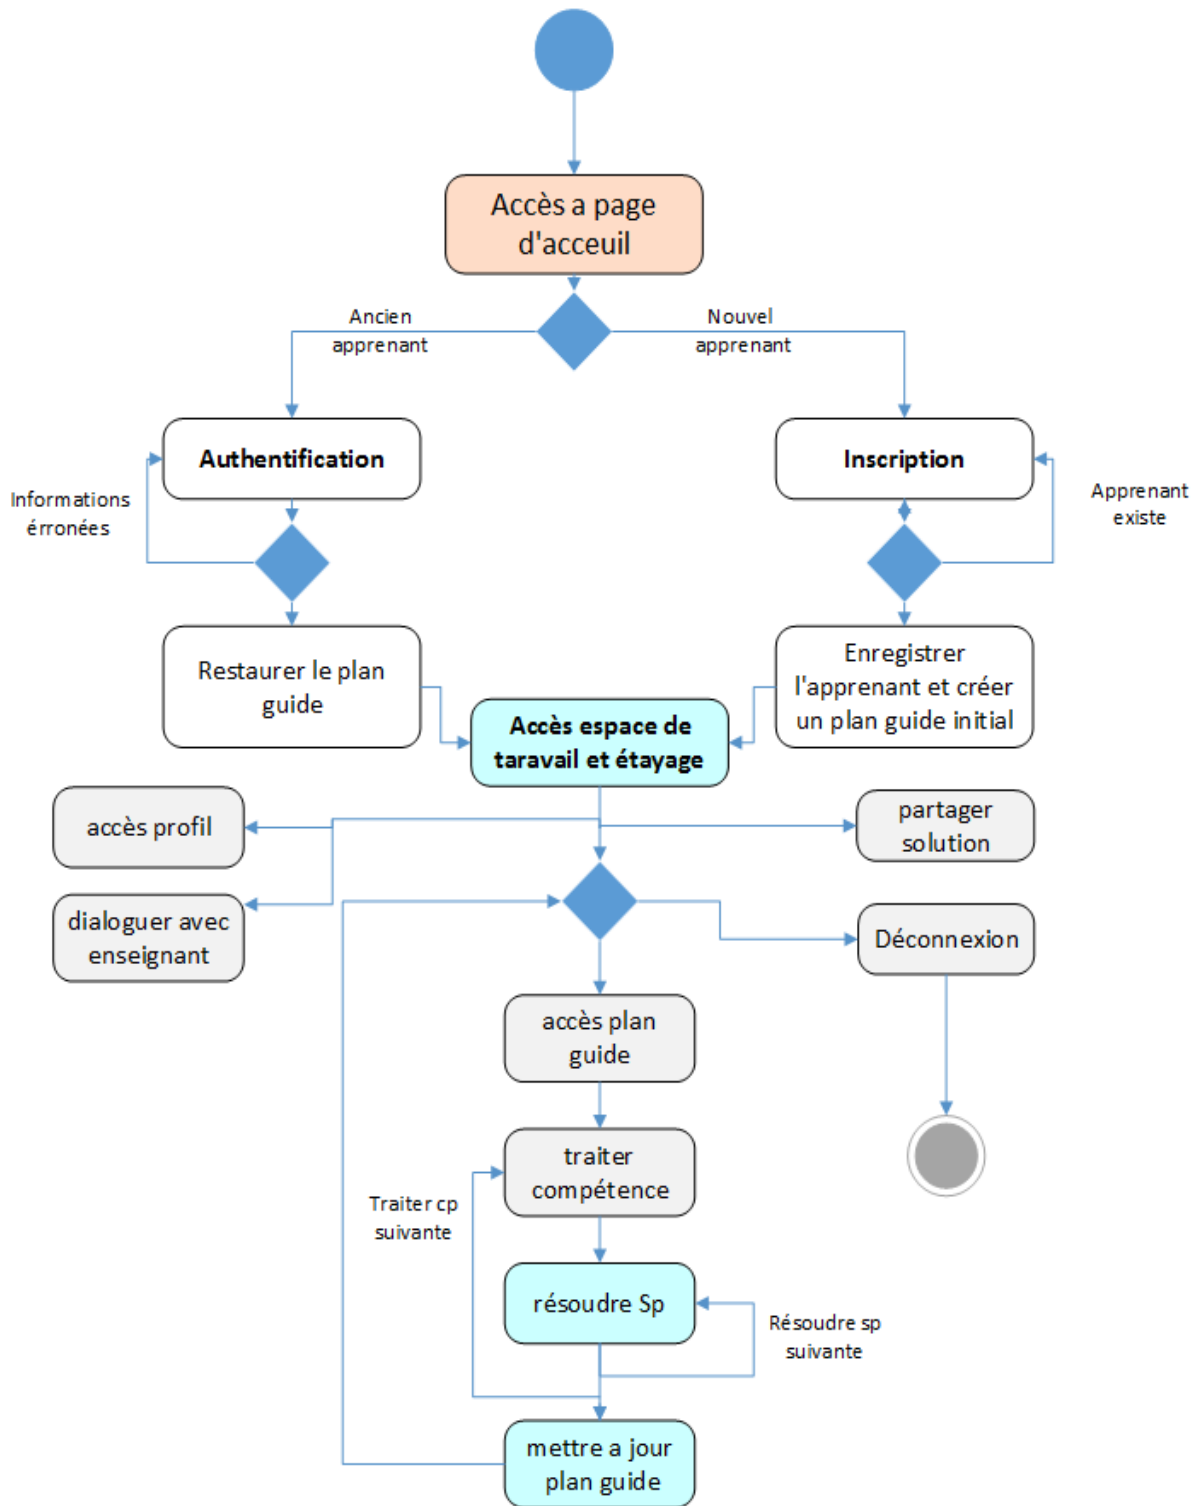 Accès a page
d'acceuil
Ancien
apprenant
Nouvel
apprenant
Authentification
Inscription
Informations
érronées
Apprenant
existe
Restaurer le plan
guide
Enregistrer
l'apprenant et créer
un plan guide initial
Accès espace de
taravail et étayage
accès profil
partager
solution
dialoguer avec
enseignant
Déconnexion
accès plan
guide
traiter
compétence
Traiter cp
suivante
résoudre Sp
Résoudre sp
suivante
mettre a jour
plan guide